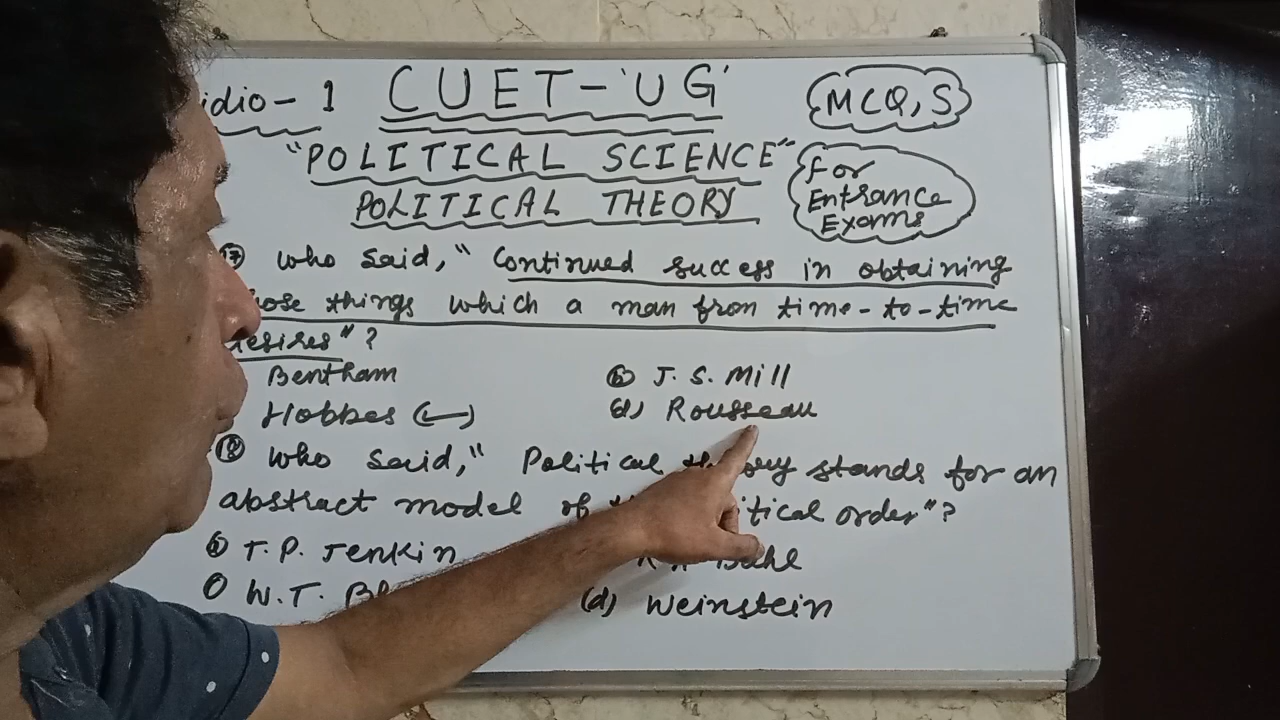 idio-1 CUET-'UG' MCQ,S
"POLITICAL SCIENCE"
POLITICAL THEORY
For
Entrance
Exams
17 who said, " Continued success in obtaining
things which a man from time-to-time
desires" ?
Bentham (b) J. S. Mill
Hobbes (d) Rousseau
18 who said, " Political stands for an
abstract model of order" ?
T. P. Jenkin
W. T. (d) Weinstein